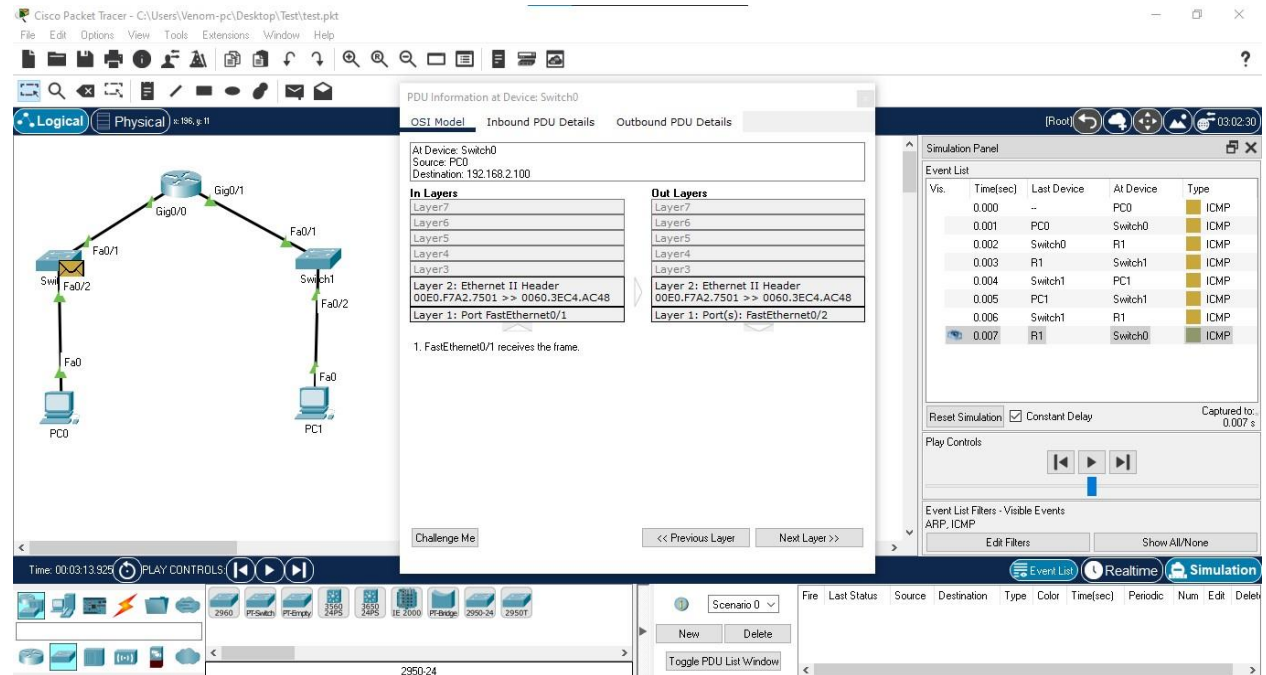 Cisco Packet Tracer - C:\Users\Venom-pc\Desktop\Test\test.pkt
File Edit Options View Tools Extensions Window Help
?
Logical Physical x: 196, y: 11
[Root] 03:02:30
Gig0/1
Gig0/0
Fa0/1
Fa0/1
Swi
Fa0/2
Switch1
Fa0/2
Fa0
Fa0
PC0
PC1
PDU Information at Device: Switch0
OSI Model Inbound PDU Details Outbound PDU Details
At Device: Switch0
Source: PC0
Destination: 192.168.2.100
In Layers Out Layers
Layer7 Layer7
Layer6 Layer6
Layer5 Layer5
Layer4 Layer4
Layer3 Layer3
Layer 2: Ethernet II Header Layer 2: Ethernet II Header
00E0.F7A2.7501 >> 0060.3EC4.AC48 00E0.F7A2.7501 >> 0060.3EC4.AC48
Layer 1: Port FastEthernet0/1 Layer 1: Port(s): FastEthernet0/2
1. FastEthernet0/1 receives the frame.
Challenge Me << Previous Layer Next Layer >>
Simulation Panel
Event List
Vis. Time(sec) Last Device At Device Type
0.000 -- PC0 ICMP
0.001 PC0 Switch0 ICMP
0.002 Switch0 R1 ICMP
0.003 R1 Switch1 ICMP
0.004 Switch1 PC1 ICMP
0.005 PC1 Switch1 ICMP
0.006 Switch1 R1 ICMP
0.007 R1 Switch0 ICMP
Reset Simulation Constant Delay Captured to:
0.007 s
Play Controls
Event List Filters - Visible Events
ARP, ICMP
Edit Filters Show All/None
Time: 00:03:13.925 PLAY CONTROLS:
Event List Realtime Simulation
2960 PT-Switch PT-Empty 3560 24PS 3650 24PS IE 2000 PT-Bridge 2950-24 2950T
2950-24
Scenario 0
New Delete
Toggle PDU List Window
Fire Last Status Source Destination Type Color Time(sec) Periodic Num Edit Delet